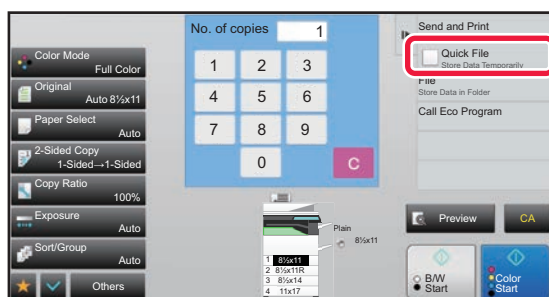 No. of copies 1
Color Mode
Full Color
Original
Auto 8½x11
Paper Select
Auto
2-Sided Copy
1-Sided→1-Sided
Copy Ratio
100%
Exposure
Auto
Sort/Group
Auto
Others
1 2 3
4 5 6
7 8 9
0 C
Plain
8½x11
1 8½x11
2 8½x11R
3 8½x14
4 11x17
Send and Print
Quick File
Store Data Temporarily
File
Store Data in Folder
Call Eco Program
Preview
CA
B/W
Start
Color
Start